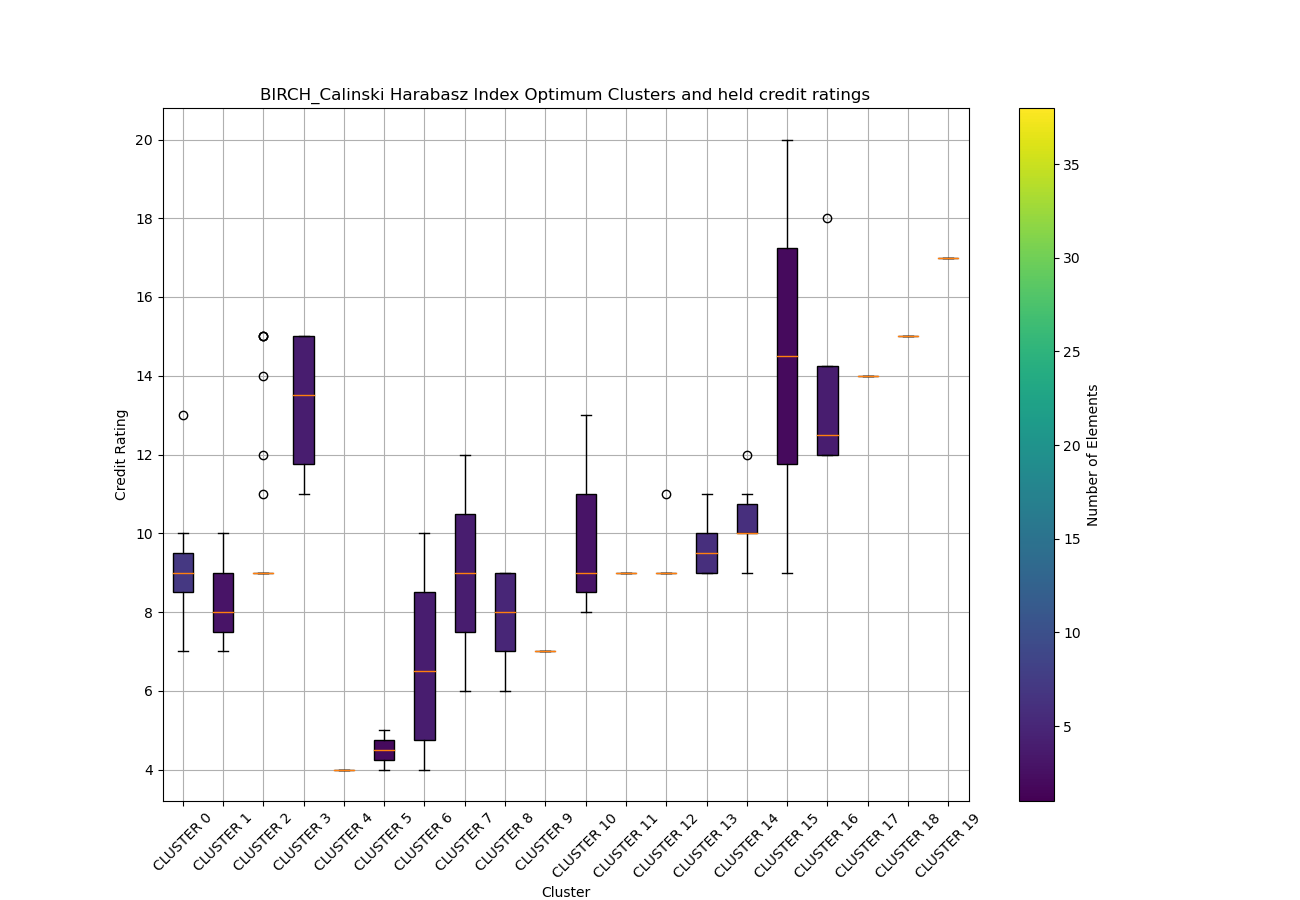 BIRCH_Calinski Harabasz Index Optimum Clusters and held credit ratings
20
18
16
14
12
10
8
6
4
Credit Rating
CLUSTER 0
CLUSTER 1
CLUSTER 2
CLUSTER 3
CLUSTER 4
CLUSTER 5
CLUSTER 6
CLUSTER 7
CLUSTER 8
CLUSTER 9
CLUSTER 10
CLUSTER 11
CLUSTER 12
CLUSTER 13
CLUSTER 14
CLUSTER 15
CLUSTER 16
CLUSTER 17
CLUSTER 18
CLUSTER 19
Cluster
35
30
25
20
15
10
5
Number of Elements